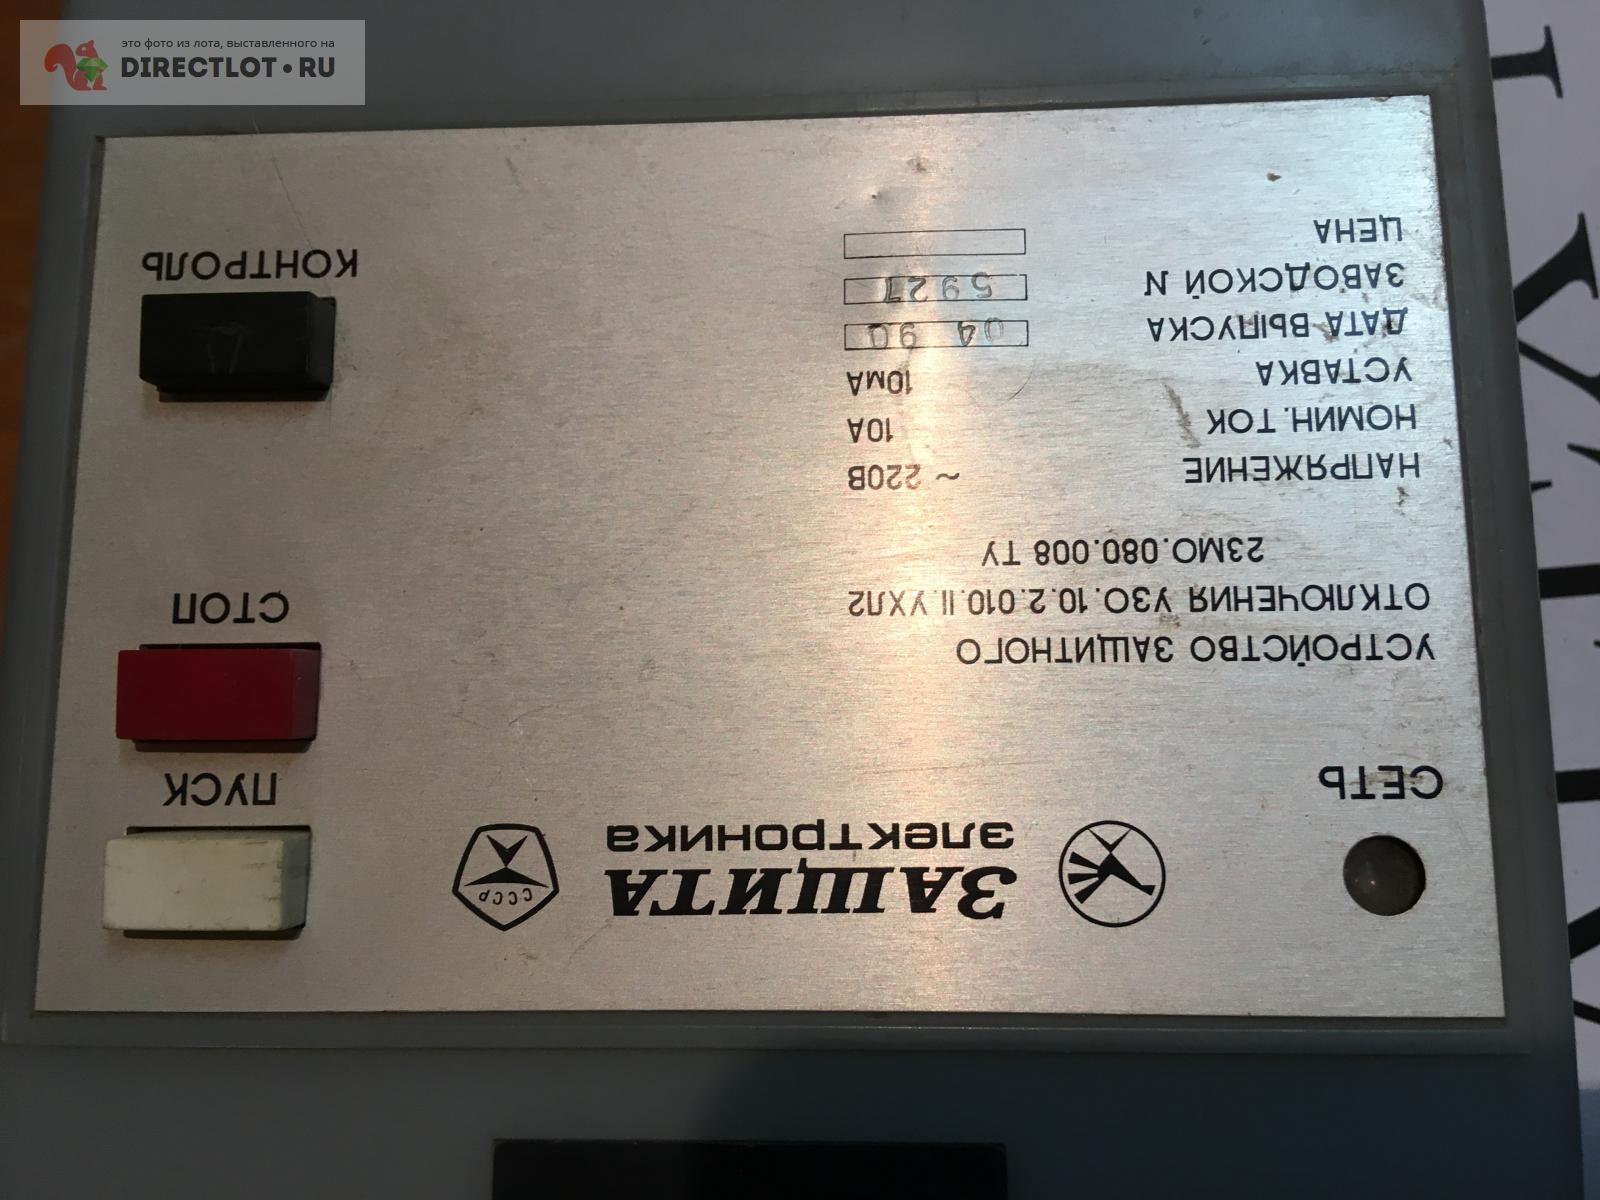 это фото из лота, выставленного на
DIRECTLOT•RU
СЕТЬ
ЗАЩИТА
электроника
СССР
ПУСК
СТОП
КОНТРОЛЬ
УСТРОЙСТВО ЗАЩИТНОГО
ОТКЛЮЧЕНИЯ УЗО.10.2.010.II.УХЛ2
23МО.080.008 ТУ
НАПРЯЖЕНИЕ ~ 220В
НОМИН. ТОК 10А
УСТАВКА 10мА
ДАТА ВЫПУСКА 04 90
ЗАВОДСКОЙ N 5927
ЦЕНА